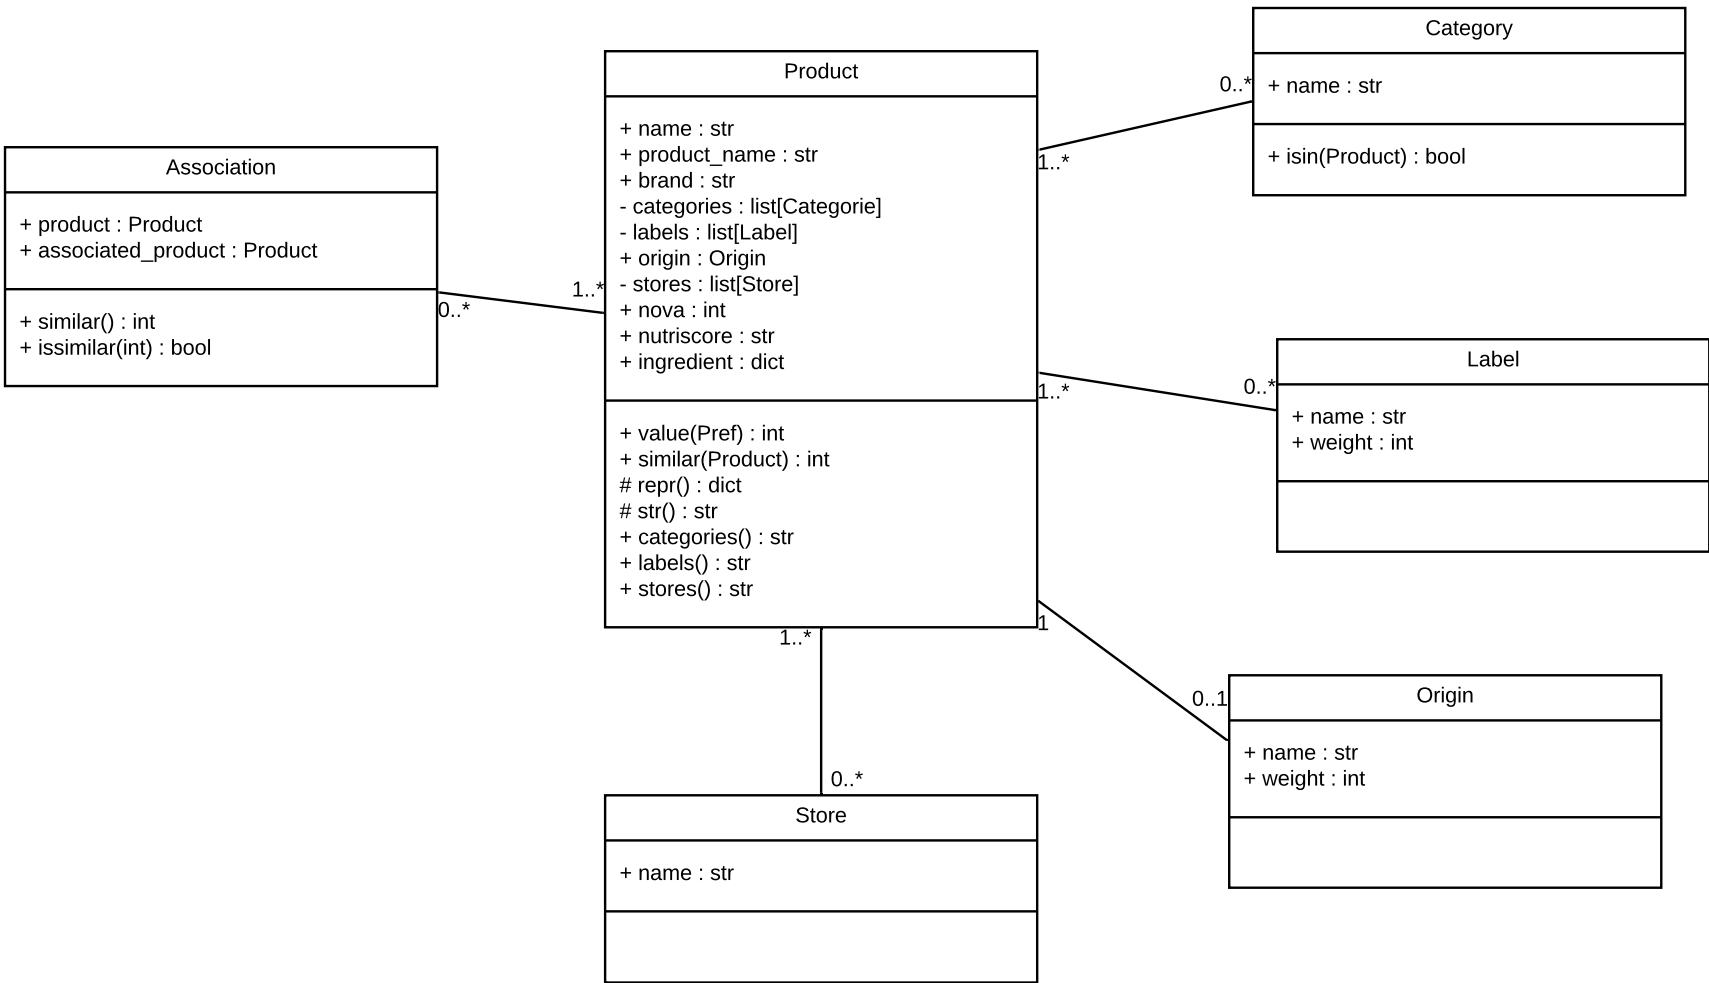 Association
+ product : Product
+ associated_product : Product
+ similar() : int
+ issimilar(int) : bool
0..*
1..*
Product
+ name : str
+ product_name : str
+ brand : str
- categories : list[Categorie]
- labels : list[Label]
+ origin : Origin
- stores : list[Store]
+ nova : int
+ nutriscore : str
+ ingredient : dict
+ value(Pref) : int
+ similar(Product) : int
# repr() : dict
# str() : str
+ categories() : str
+ labels() : str
+ stores() : str
1..*
0..*
Category
+ name : str
+ isin(Product) : bool
1..*
0..*
Label
+ name : str
+ weight : int
1
0..1
Origin
+ name : str
+ weight : int
1..*
0..*
Store
+ name : str